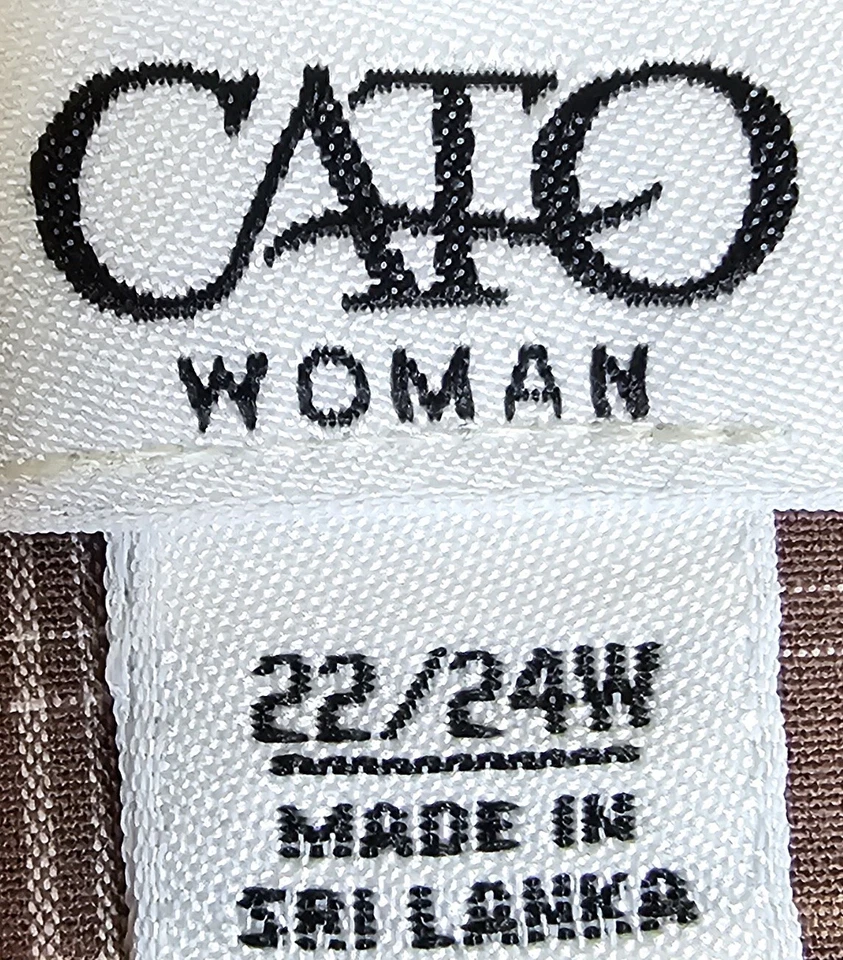 CATO
WOMAN
22/24W
MADE IN
SRI LANKA